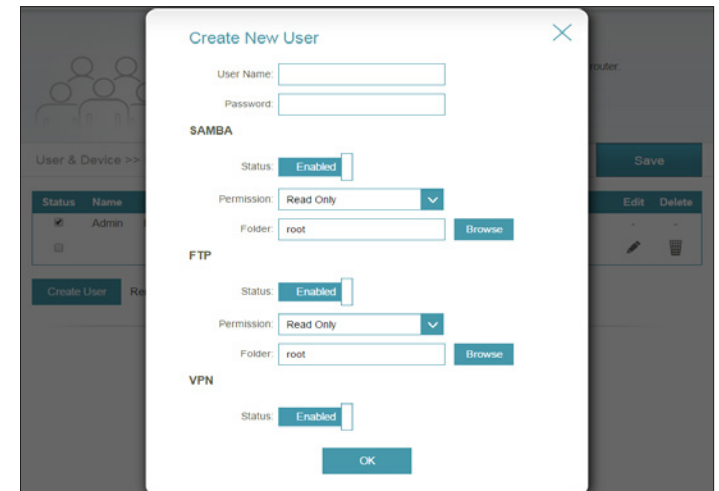 Create New User
router.
User Name:
Password:
SAMBA
User & Device >>
Save
Status: Enabled
Status Name Edit Delete
Permission: Read Only
Admin - -
Folder: root Browse
FTP
Create User
Status: Enabled
Permission: Read Only
Folder: root Browse
VPN
Status: Enabled
OK